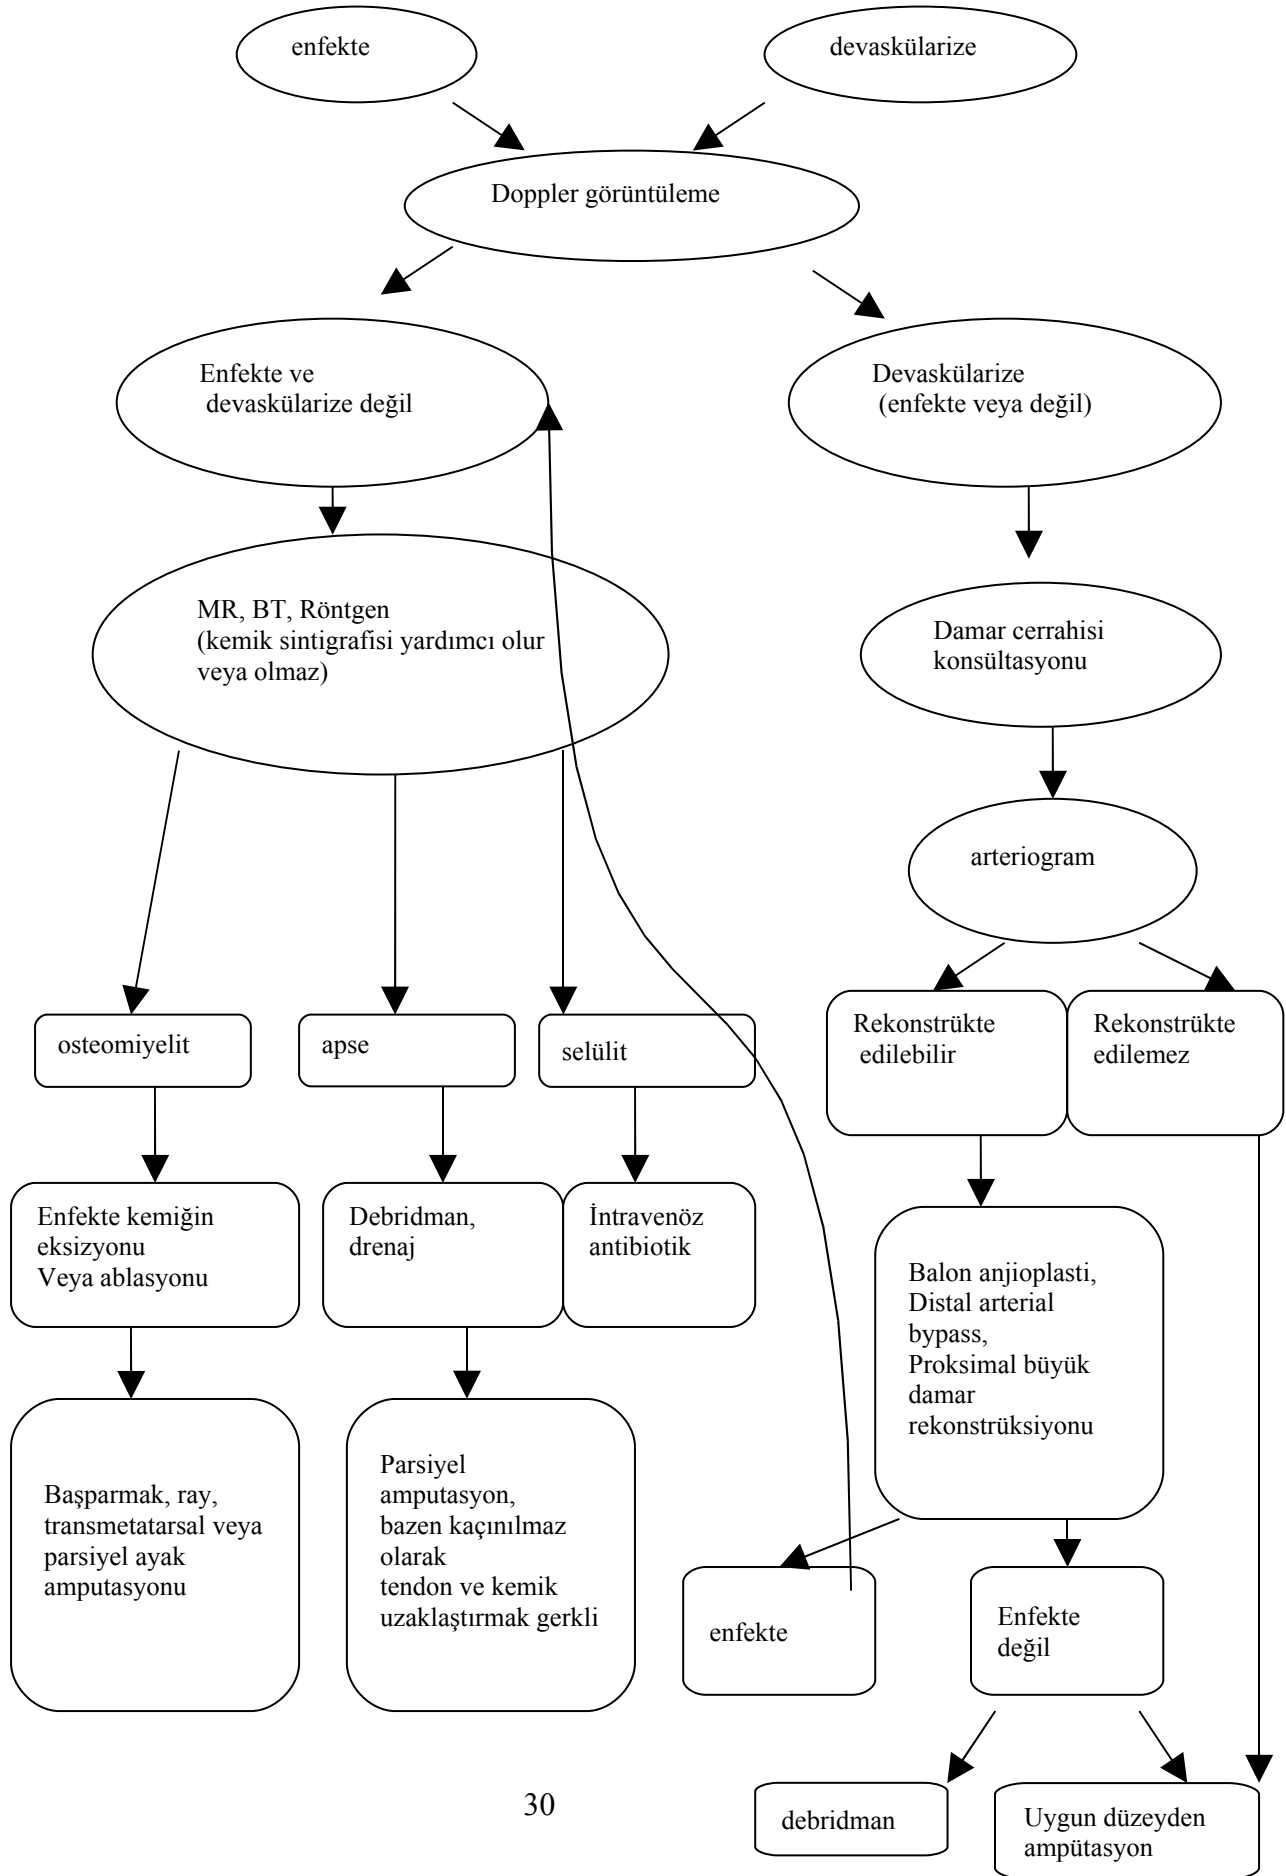 enfekte
devaskülarize
Doppler görüntüleme
Enfekte ve
devaskülarize değil
Devaskülarize
(enfekte veya değil)
MR, BT, Röntgen
(kemik sintigrafisi yardımcı olur
veya olmaz)
Damar cerrahisi
konsültasyonu
arteriogram
osteomiyelit
apse
selülit
Rekonstrükte
edilebilir
Rekonstrükte
edilemez
Enfekte kemiğin
eksizyonu
Veya ablasyonu
Debridman,
drenaj
İntravenöz
antibiotik
Balon anjioplasti,
Distal arterial
bypass,
Proksimal büyük
damar
rekonstrüksiyonu
Başparmak, ray,
transmetatarsal veya
parsiyel ayak
amputasyonu
Parsiyel
amputasyon,
bazen kaçınılmaz
olarak
tendon ve kemik
uzaklaştırmak gerkli
enfekte
Enfekte
değil
debridman
Uygun düzeyden
ampütasyon
30